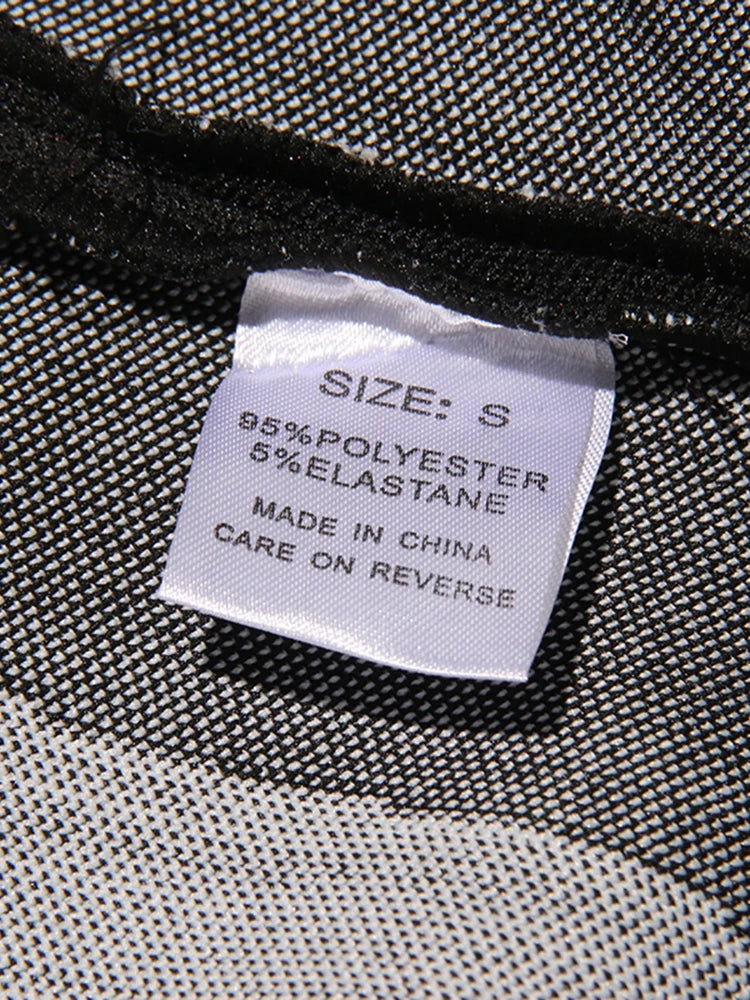 SIZE: S
95%POLYESTER
5%ELASTANE
MADE IN CHINA
CARE ON REVERSE